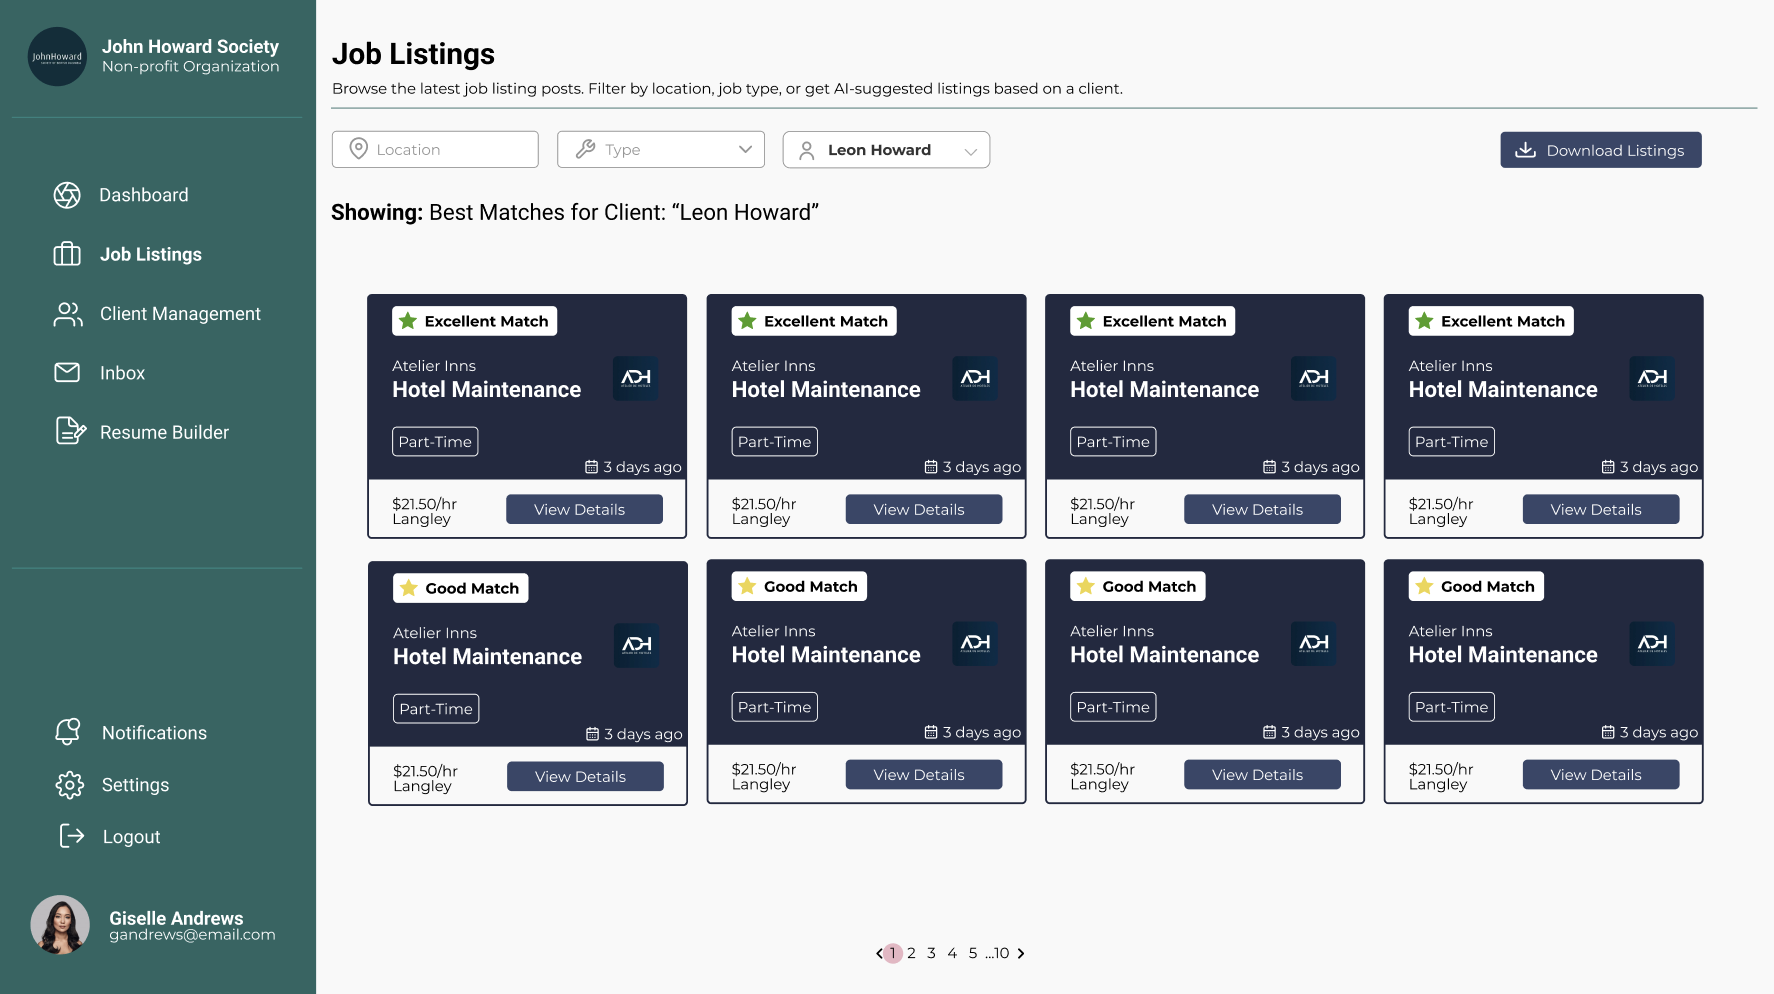 JohnHoward
John Howard Society
Non-profit Organization
Dashboard
Job Listings
Client Management
Inbox
Resume Builder
Notifications
Settings
Logout
Giselle Andrews
gandrews@email.com
Job Listings
Browse the latest job listing posts. Filter by location, job type, or get AI-suggested listings based on a client.
Location
Type
Leon Howard
Download Listings
Showing: Best Matches for Client: “Leon Howard”
Excellent Match
Atelier Inns
Hotel Maintenance
ADH
Part-Time
3 days ago
$21.50/hr
Langley
View Details
Excellent Match
Atelier Inns
Hotel Maintenance
ADH
Part-Time
3 days ago
$21.50/hr
Langley
View Details
Excellent Match
Atelier Inns
Hotel Maintenance
ADH
Part-Time
3 days ago
$21.50/hr
Langley
View Details
Excellent Match
Atelier Inns
Hotel Maintenance
ADH
Part-Time
3 days ago
$21.50/hr
Langley
View Details
Good Match
Atelier Inns
Hotel Maintenance
ADH
Part-Time
3 days ago
$21.50/hr
Langley
View Details
Good Match
Atelier Inns
Hotel Maintenance
ADH
Part-Time
3 days ago
$21.50/hr
Langley
View Details
Good Match
Atelier Inns
Hotel Maintenance
ADH
Part-Time
3 days ago
$21.50/hr
Langley
View Details
Good Match
Atelier Inns
Hotel Maintenance
ADH
Part-Time
3 days ago
$21.50/hr
Langley
View Details
1 2 3 4 5 ...10